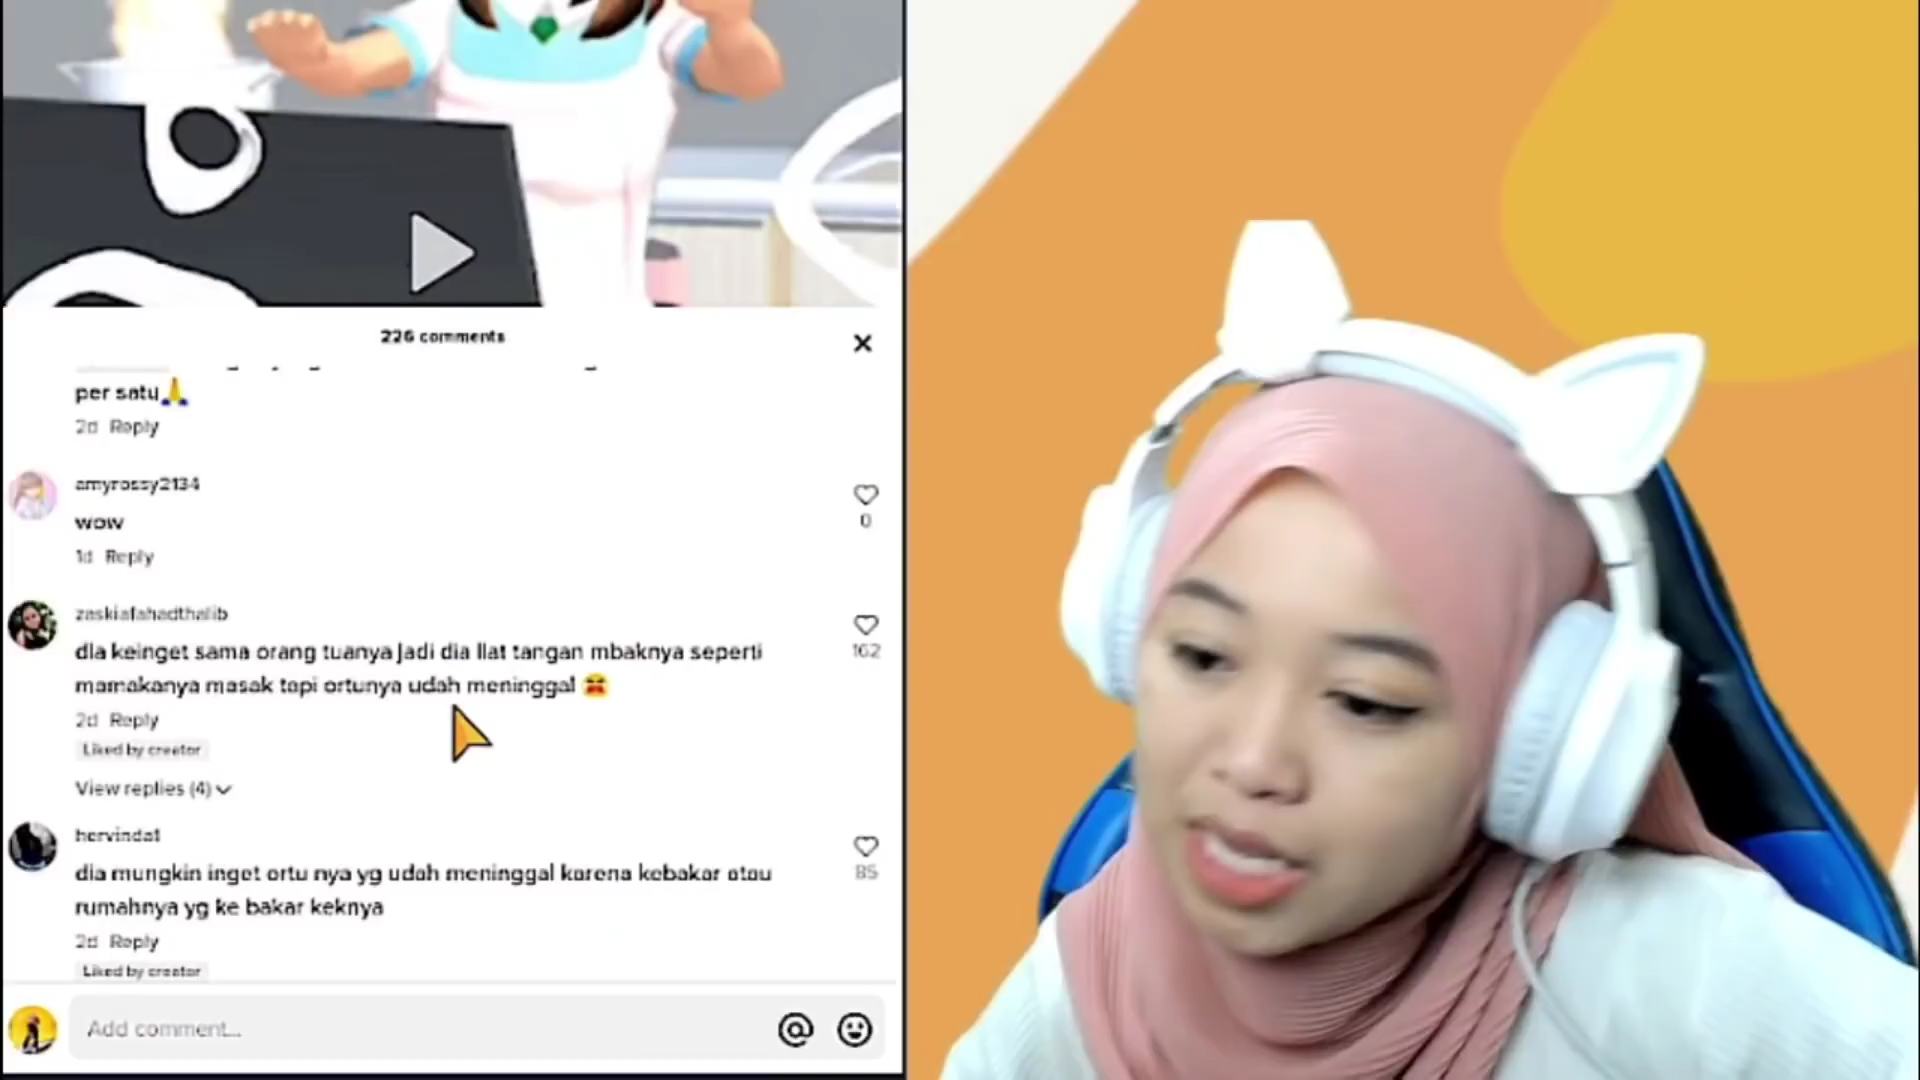 226 comments
per satu🙏
2d Reply
amyrossy2134
wow
0
1d Reply
zaskiafahadthalib
dia keinget sama orang tuanya jadi dia liat tangan mbaknya seperti
162
mamakanya masak tapi ortunya udah meninggal 😫
2d Reply
Liked by creator
View replies (4)
hervinda1
dia mungkin inget ortu nya yg udah meninggal karena kebakar atau
85
rumahnya yg ke bakar keknya
2d Reply
Liked by creator
Add comment...